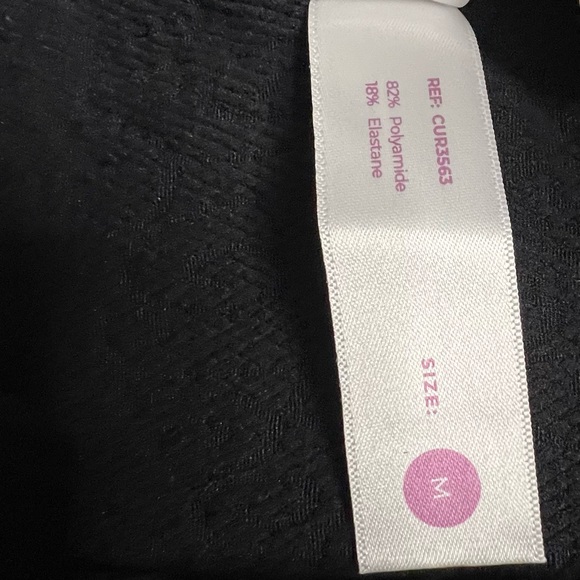 REF: CUR3563
82% Polyamide
18% Elastane
SIZE:
M